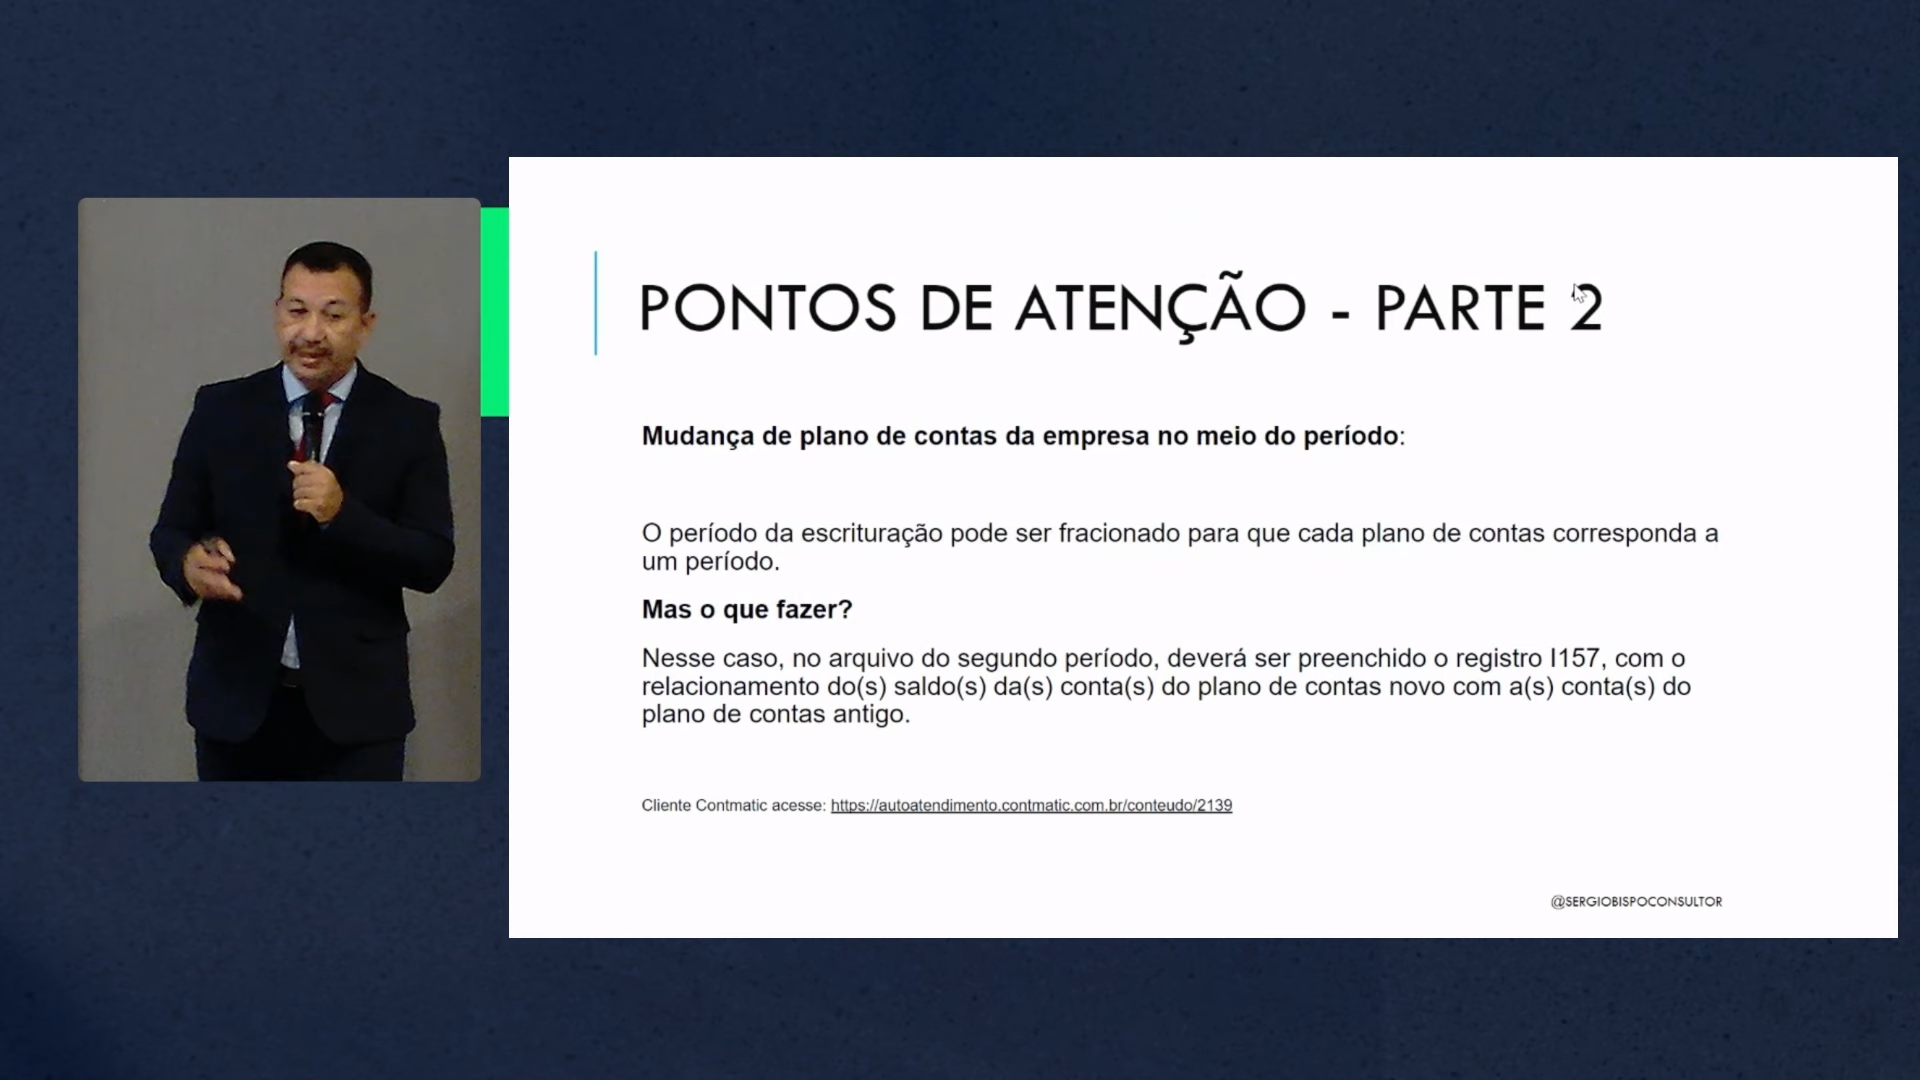 PONTOS DE ATENÇÃO - PARTE 2
Mudança de plano de contas da empresa no meio do período:
O período da escrituração pode ser fracionado para que cada plano de contas corresponda a
um período.
Mas o que fazer?
Nesse caso, no arquivo do segundo período, deverá ser preenchido o registro I157, com o
relacionamento do(s) saldo(s) da(s) conta(s) do plano de contas novo com a(s) conta(s) do
plano de contas antigo.
Cliente Contmatic acesse: https://autoatendimento.contmatic.com.br/conteudo/2139
@SERGIOBISPOCONSULTOR